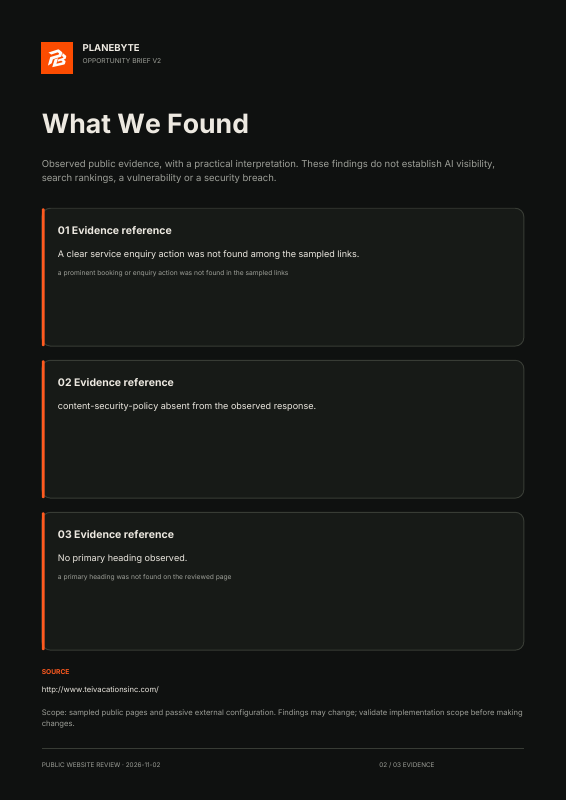 PLANEBYTE
OPPORTUNITY BRIEF V2
What We Found
Observed public evidence, with a practical interpretation. These findings do not establish AI visibility,
search rankings, a vulnerability or a security breach.
01 Evidence reference
A clear service enquiry action was not found among the sampled links.
a prominent booking or enquiry action was not found in the sampled links
02 Evidence reference
content-security-policy absent from the observed response.
03 Evidence reference
No primary heading observed.
a primary heading was not found on the reviewed page
SOURCE
http://www.teivacationsinc.com/
Scope: sampled public pages and passive external configuration. Findings may change; validate implementation scope before making
changes.
PUBLIC WEBSITE REVIEW · 2026-11-02
02 / 03 EVIDENCE